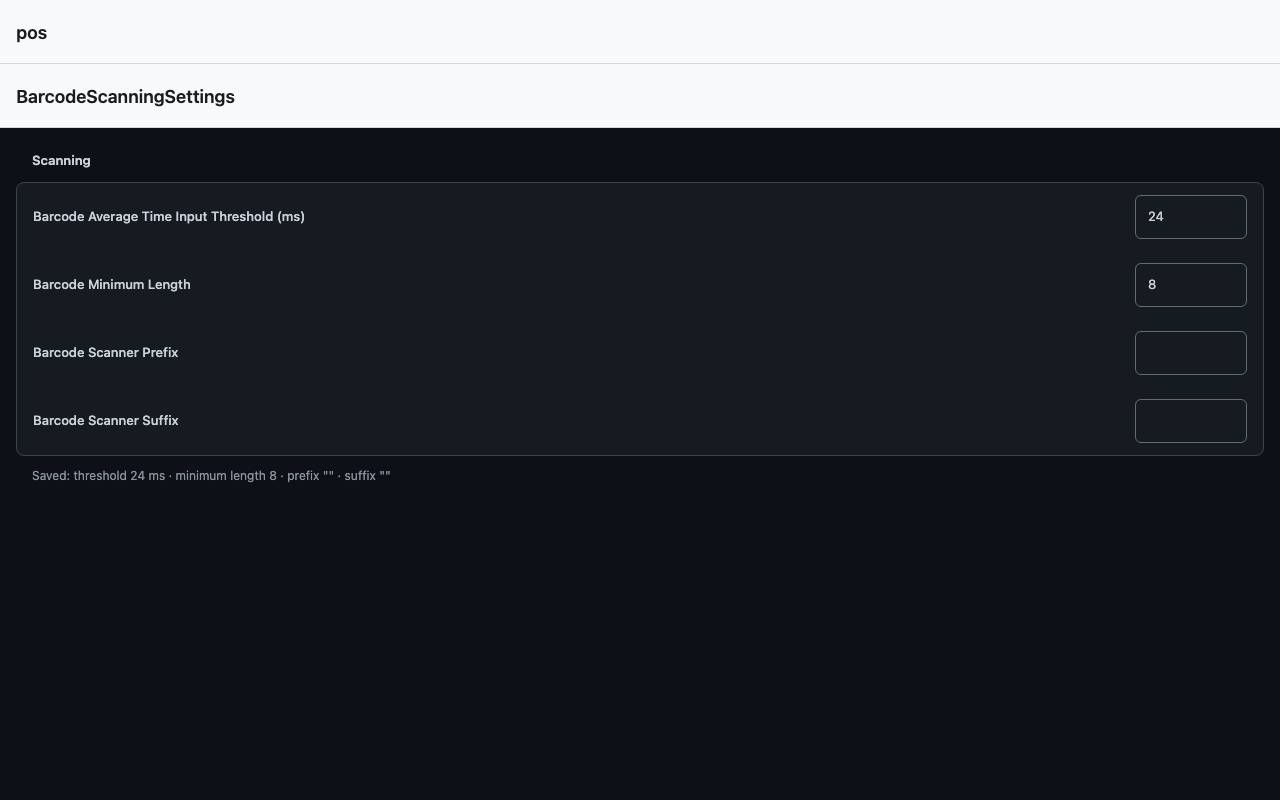 pos
BarcodeScanningSettings
Scanning
Barcode Average Time Input Threshold (ms)
24
Barcode Minimum Length
8
Barcode Scanner Prefix
Barcode Scanner Suffix
Saved: threshold 24 ms · minimum length 8 · prefix "" · suffix ""